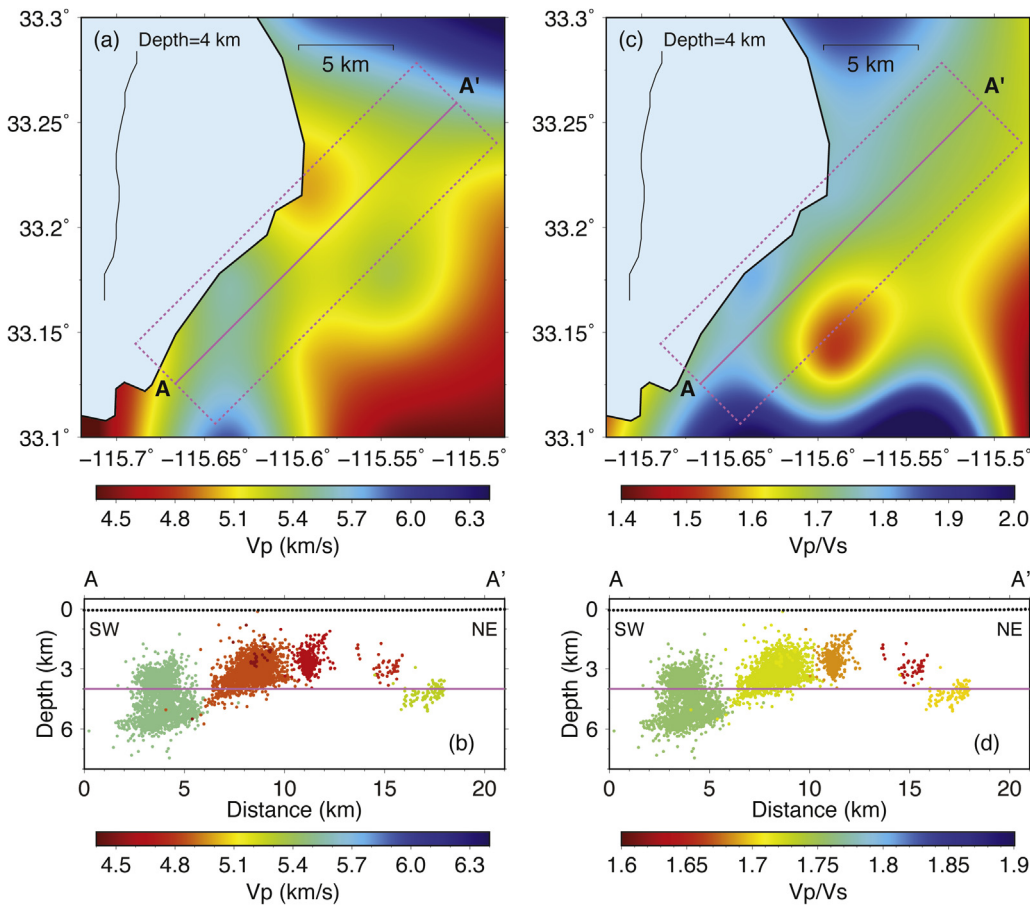 33.3° (a) Depth=4 km 5 km A'
33.25°
33.2°
33.15° A
33.1°
−115.7° −115.65° −115.6° −115.55° −115.5°
4.5 4.8 5.1 5.4 5.7 6.0 6.3
Vp (km/s)
(c) Depth=4 km 5 km A'
33.3°
33.25°
33.2°
33.15°
A
33.1°
−115.7° −115.65° −115.6° −115.55° −115.5°
1.4 1.5 1.6 1.7 1.8 1.9 2.0
Vp/Vs
A A'
SW NE
0
3
6
Depth (km)
(b)
0 5 10 15 20
Distance (km)
4.5 4.8 5.1 5.4 5.7 6.0 6.3
Vp (km/s)
A A'
SW NE
0
3
6
Depth (km)
(d)
0 5 10 15 20
Distance (km)
1.6 1.65 1.7 1.75 1.8 1.85 1.9
Vp/Vs